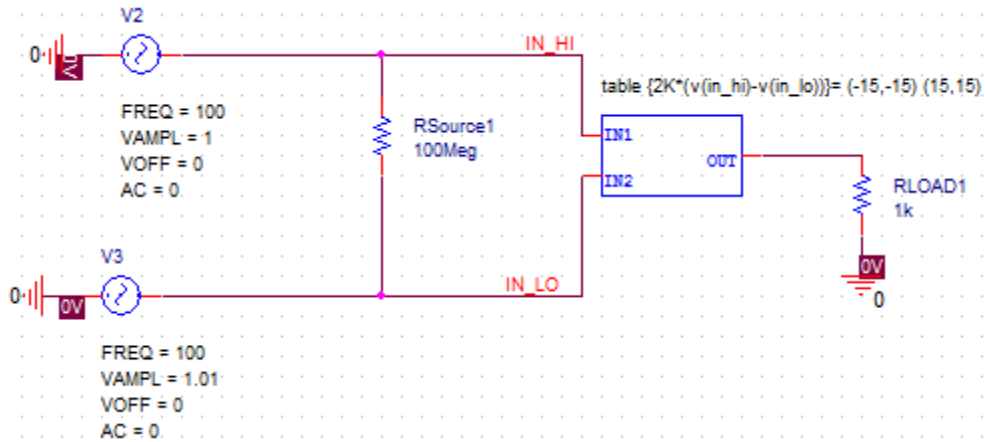 V2
0
0V
IN_HI
table {2K*(v(in_hi)-v(in_lo))}= (-15,-15) (15,15)
FREQ = 100
VAMPL = 1
VOFF = 0
AC = 0
RSource1
100Meg
IN1
OUT
IN2
RLOAD1
1k
V3
0
0V
IN_LO
0V
0
FREQ = 100
VAMPL = 1.01
VOFF = 0
AC = 0